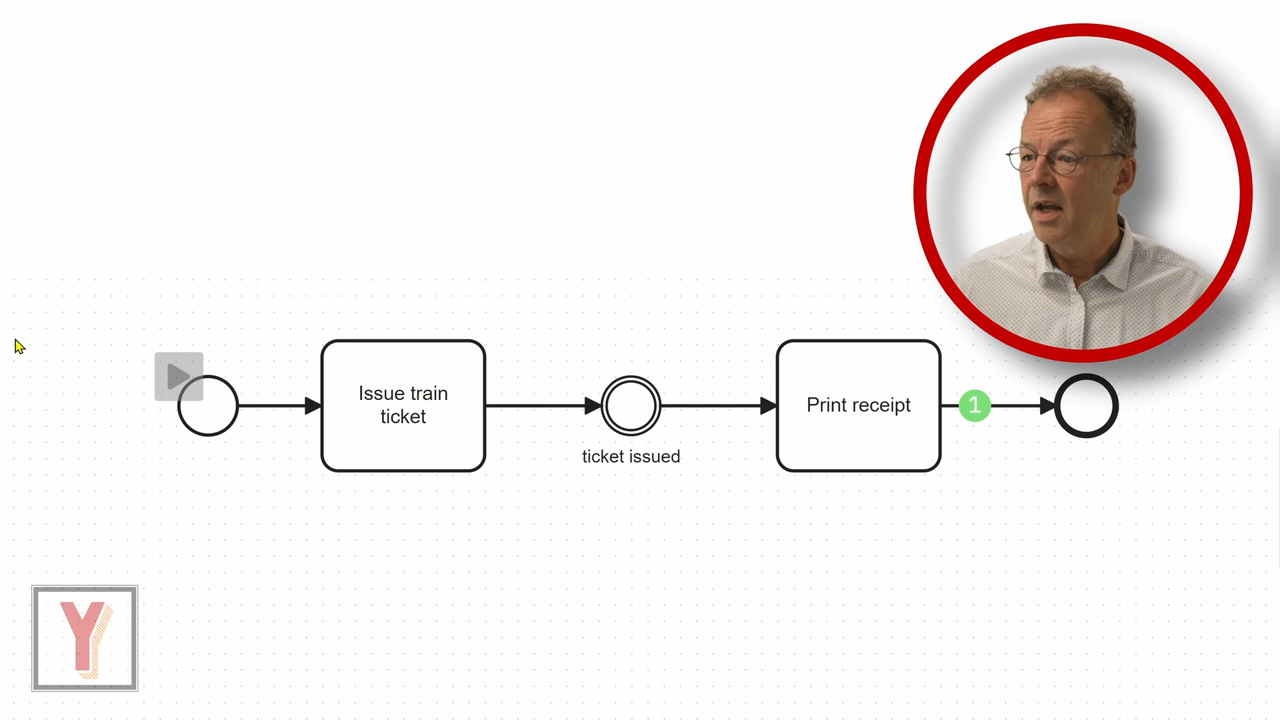 Issue train
ticket
ticket issued
Print receipt
1
Y